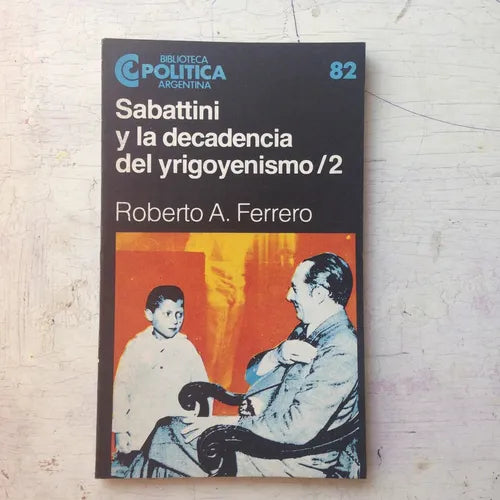 BIBLIOTECA
POLITICA
ARGENTINA
82
Sabattini
y la decadencia
del yrigoyenismo/2
Roberto A. Ferrero